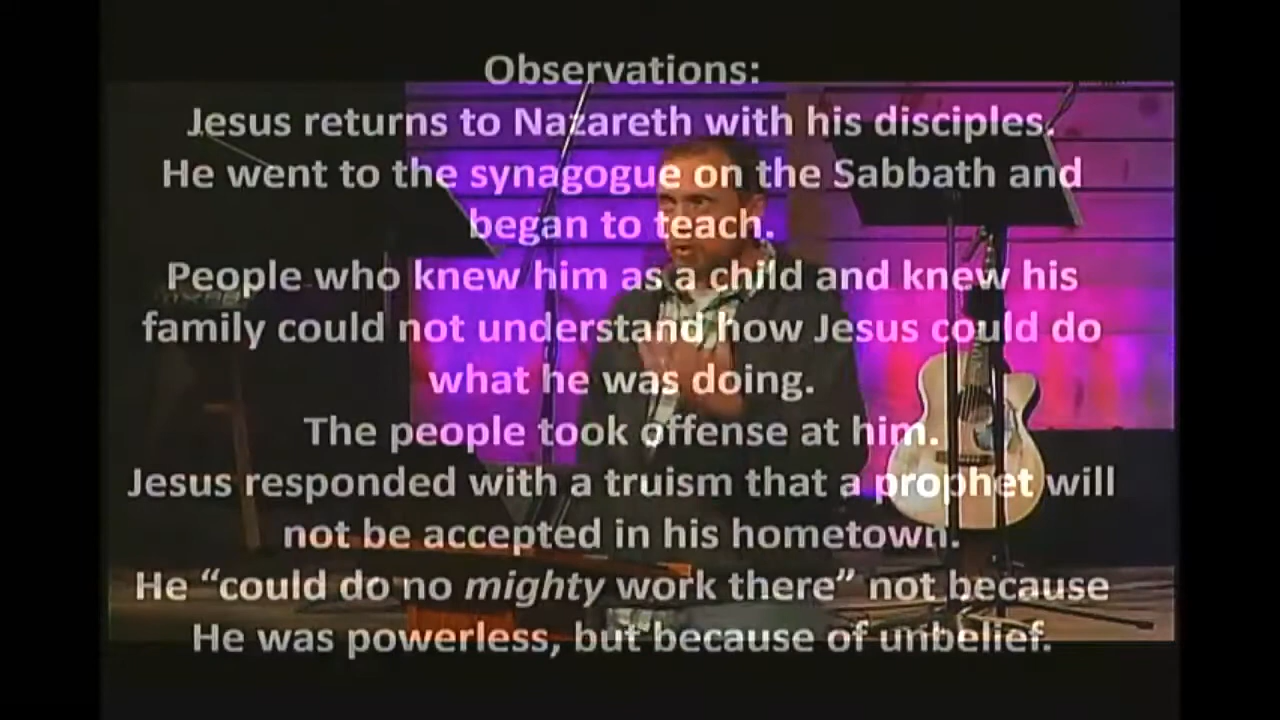 Observations:
Jesus returns to Nazareth with his disciples.
He went to the synagogue on the Sabbath and
began to teach.
People who knew him as a child and knew his
family could not understand how Jesus could do
what he was doing.
The people took offense at him.
Jesus responded with a truism that a prophet will
not be accepted in his hometown.
He “could do no mighty work there” not because
He was powerless, but because of unbelief.